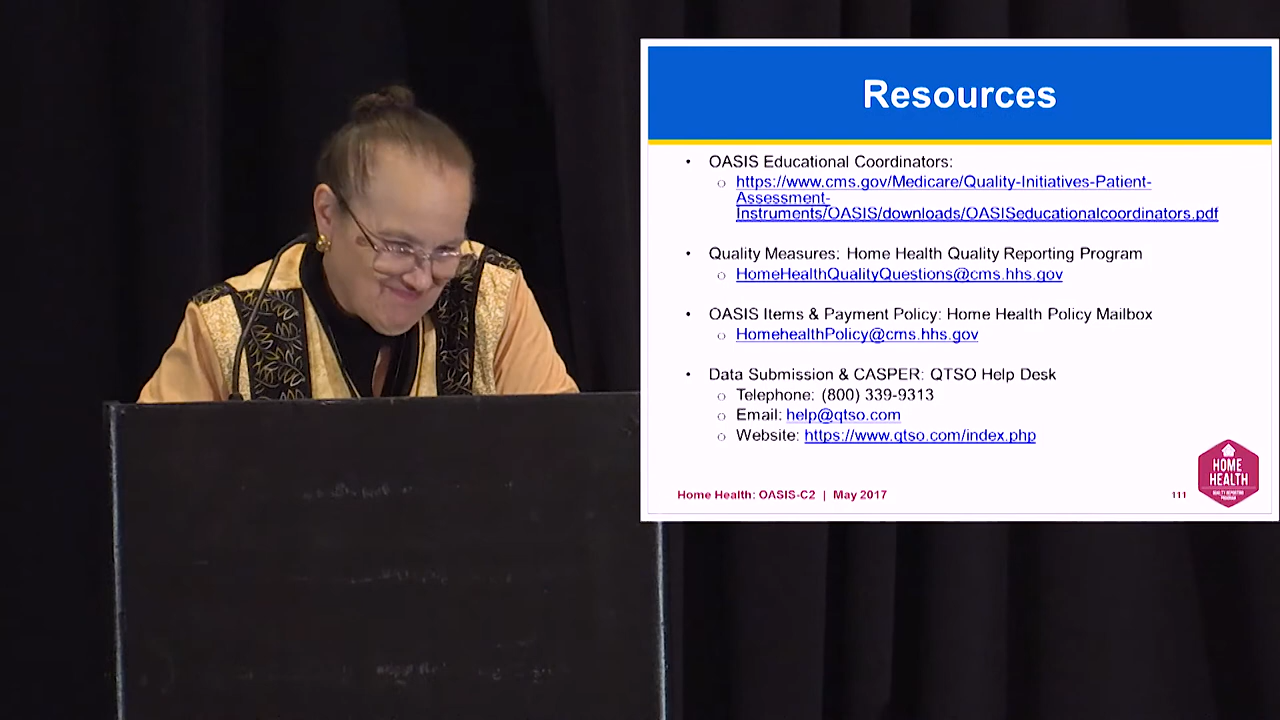 Resources
• OASIS Educational Coordinators:
○ https://www.cms.gov/Medicare/Quality-Initiatives-Patient-
Assessment-
Instruments/OASIS/downloads/OASISeducationalcoordinators.pdf
• Quality Measures: Home Health Quality Reporting Program
○ HomeHealthQualityQuestions@cms.hhs.gov
• OASIS Items & Payment Policy: Home Health Policy Mailbox
○ HomehealthPolicy@cms.hhs.gov
• Data Submission & CASPER: QTSO Help Desk
○ Telephone: (800) 339-9313
○ Email: help@qtso.com
○ Website: https://www.qtso.com/index.php
HOME
HEALTH
QUALITY REPORTING
PROGRAM
Home Health: OASIS-C2 | May 2017
111